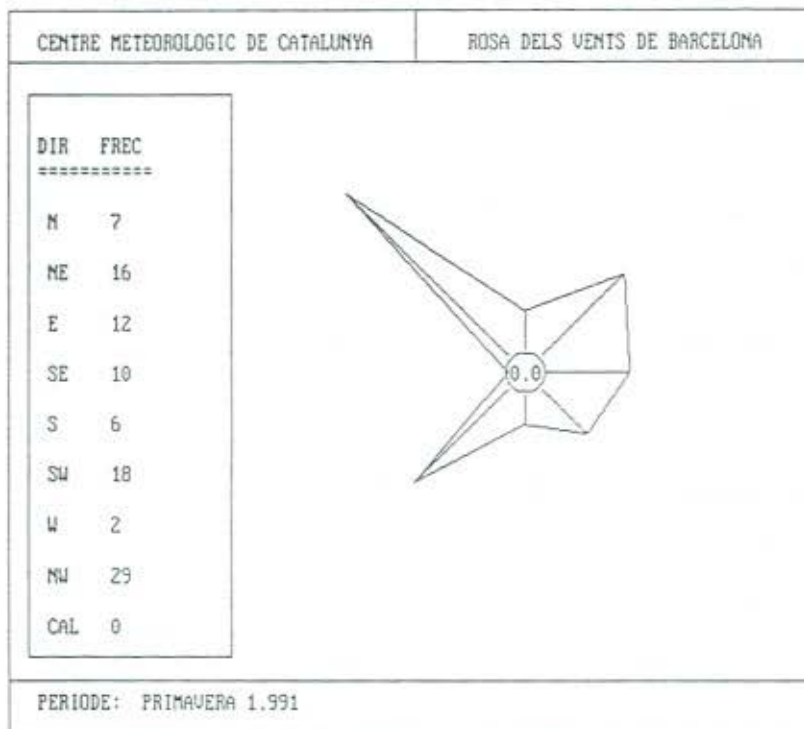 CENTRE METEOROLOGIC DE CATALUNYA
ROSA DELS VENTS DE BARCELONA
DIR FREC
===========
N 7
NE 16
E 12
SE 10
S 6
SW 18
W 2
NW 29
CAL 0
0.0
PERIODE: PRIMAVERA 1.991